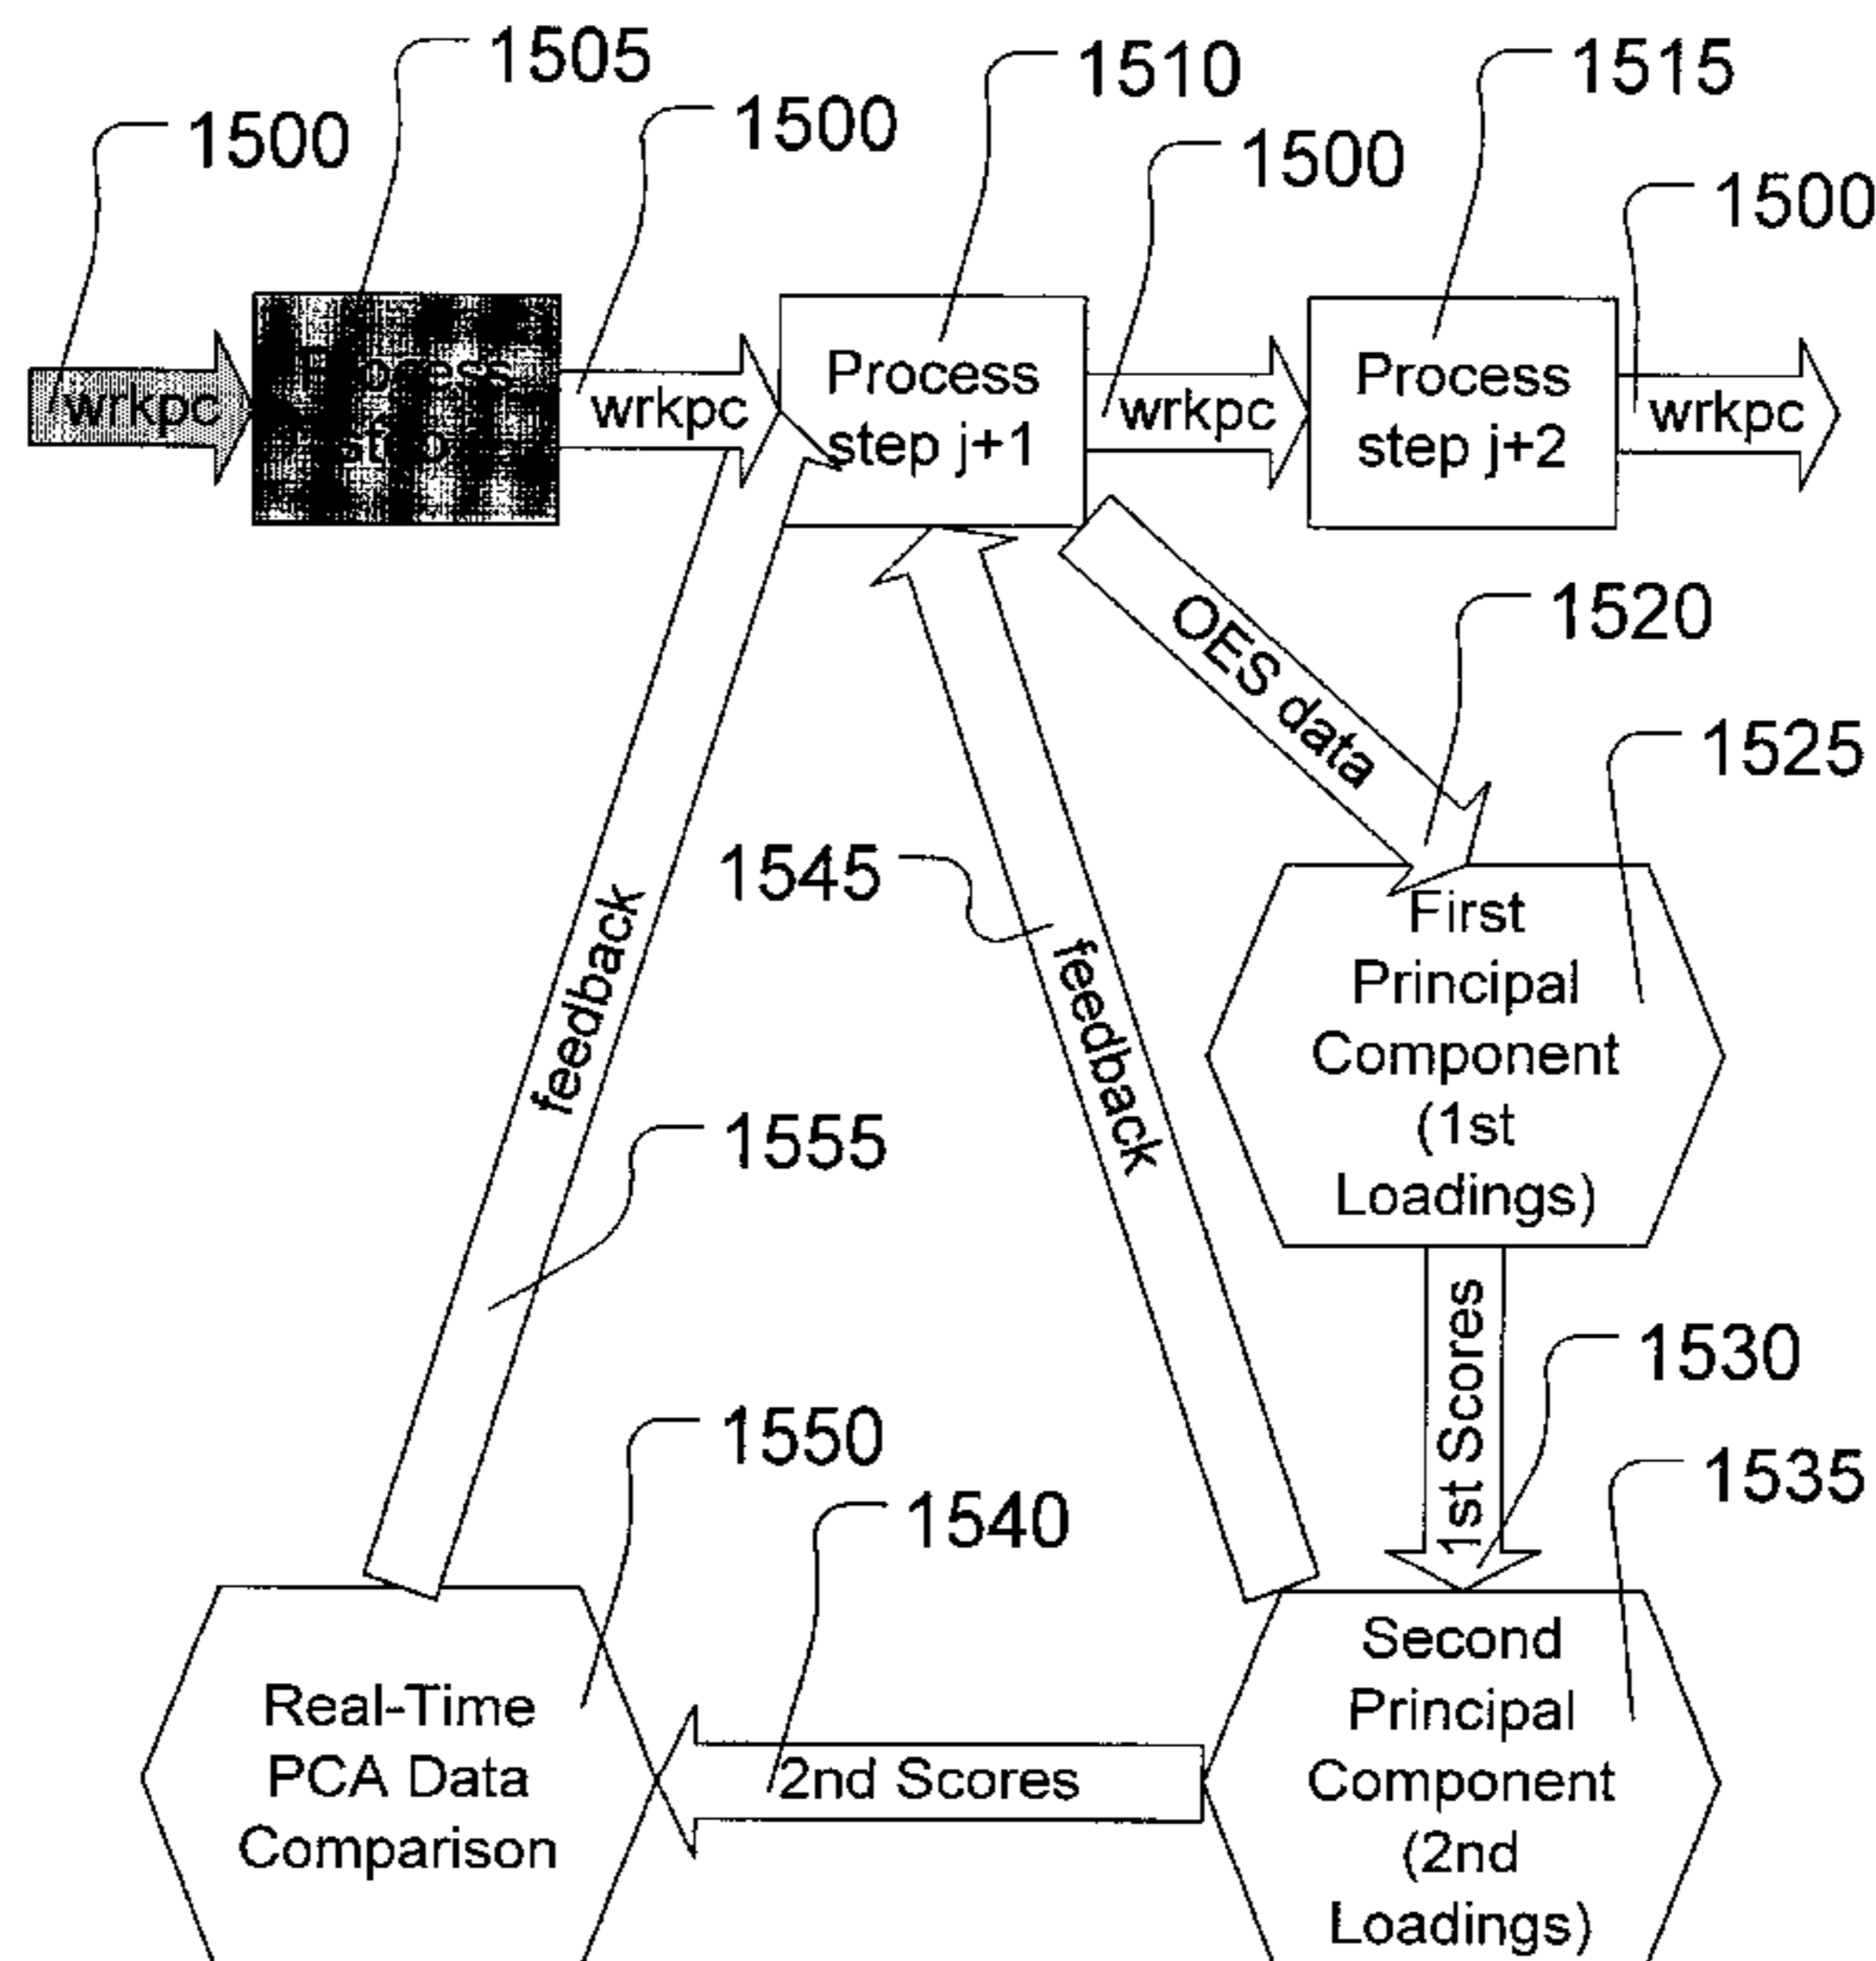 1505
1510
1515
1500
1500
1500
1500
wrkpc
Process
step
wrkpc
Process
step j+1
wrkpc
Process
step j+2
wrkpc
OES data
1520
1525
1545
feedback
feedback
First
Principal
Component
(1st
Loadings)
1555
1st Scores
1530
1550
1540
1535
Real-Time
PCA Data
Comparison
2nd Scores
Second
Principal
Component
(2nd
Loadings)